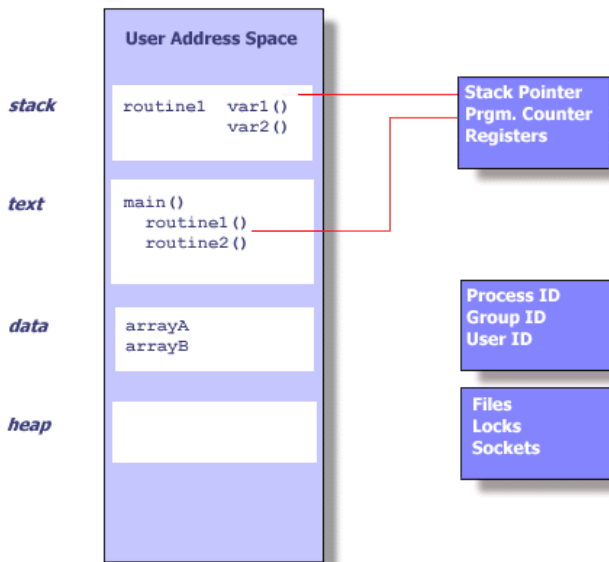 User Address Space
stack
routine1 var1()
var2()
text
main()
routine1()
routine2()
data
arrayA
arrayB
heap
Stack Pointer
Prgm. Counter
Registers
Process ID
Group ID
User ID
Files
Locks
Sockets